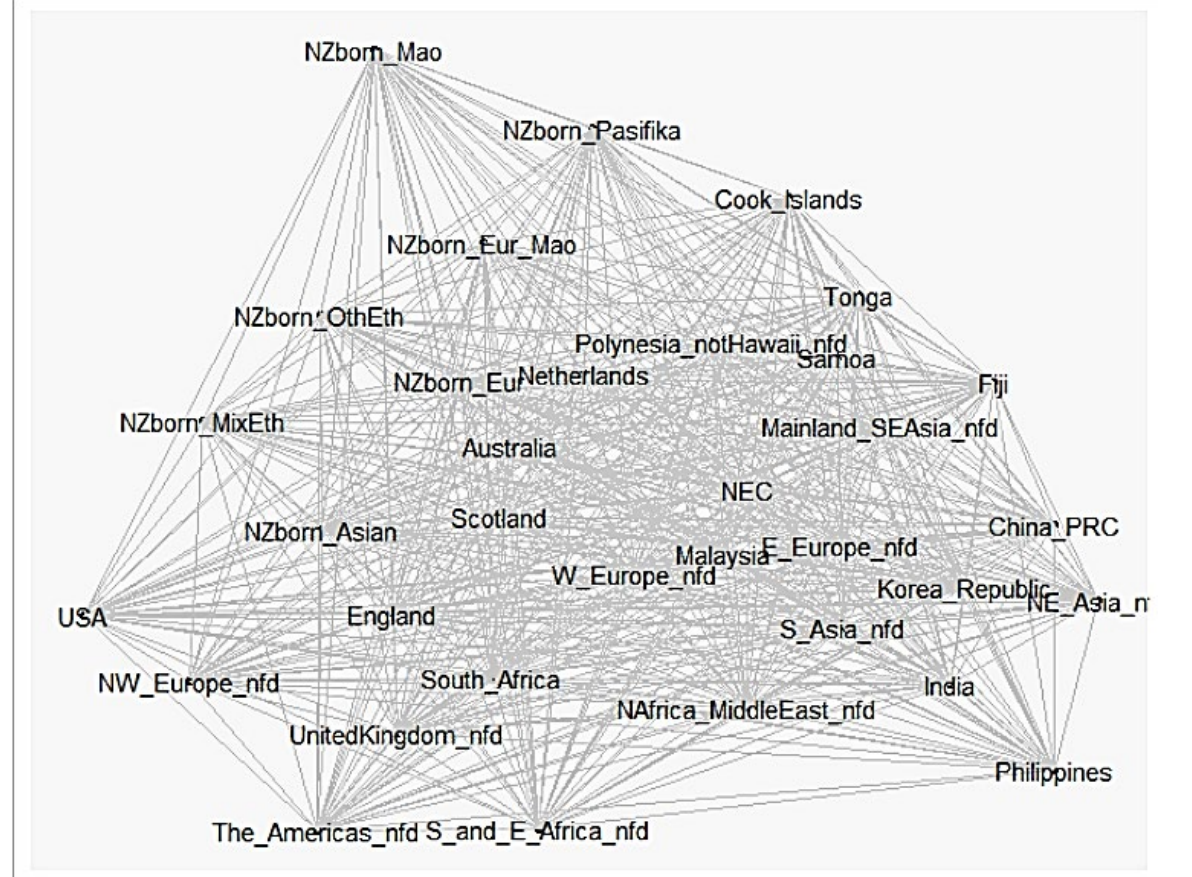 NZborn_Mao
NZborn_Pasifika
Cook_Islands
NZborn_Eur_Mao
Tonga
NZborn_OthEth
Polynesia_notHawaii_nfd
Samoa
NZborn_Eur
Netherlands
Fiji
NZborn_MixEth
Mainland_SEAsia_nfd
Australia
NEC
Scotland
China_PRC
NZborn_Asian
E_Europe_nfd
Malaysia
W_Europe_nfd
Korea_Republic
NE_Asia_n
USA
England
S_Asia_nfd
South_Africa
NW_Europe_nfd
India
NAfrica_MiddleEast_nfd
UnitedKingdom_nfd
Philippines
The_Americas_nfd
S_and_E_Africa_nfd